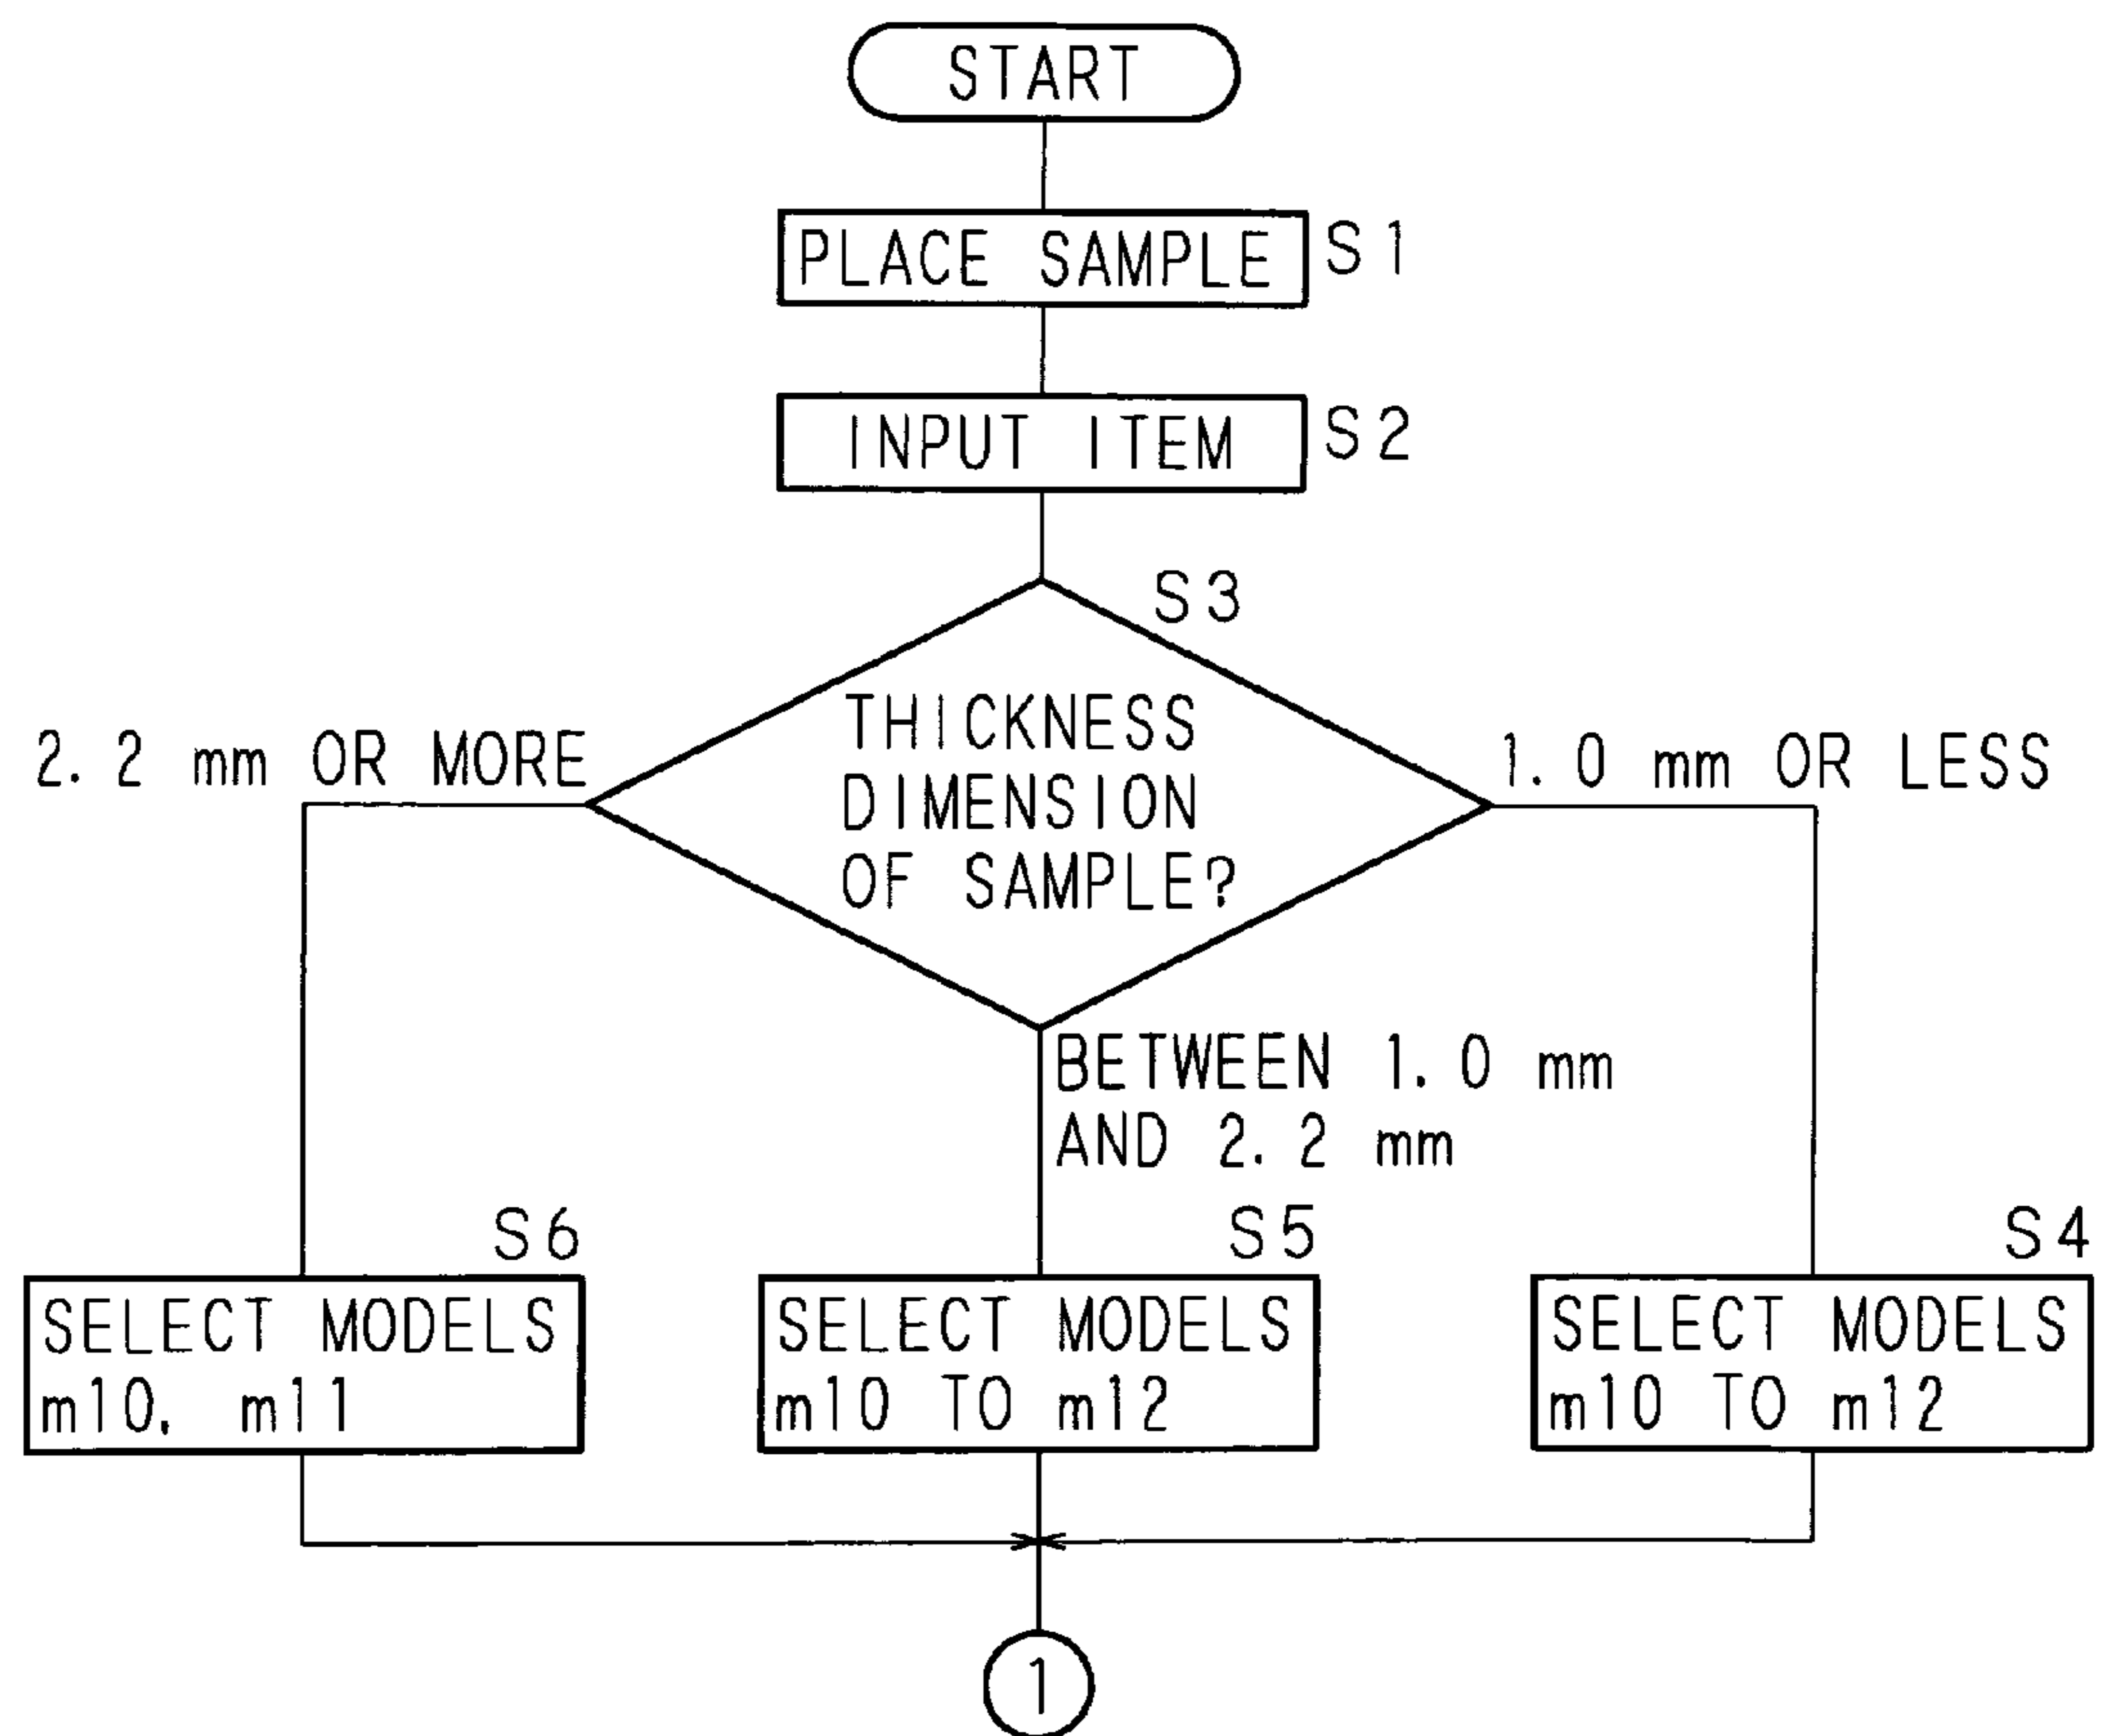 START
PLACE SAMPLE
S1
INPUT ITEM
S2
S3
THICKNESS
DIMENSION
OF SAMPLE?
2.2 mm OR MORE
1.0 mm OR LESS
BETWEEN 1.0 mm
AND 2.2 mm
S6
SELECT MODELS
m10, m11
S5
SELECT MODELS
m10 TO m12
S4
SELECT MODELS
m10 TO m12
1